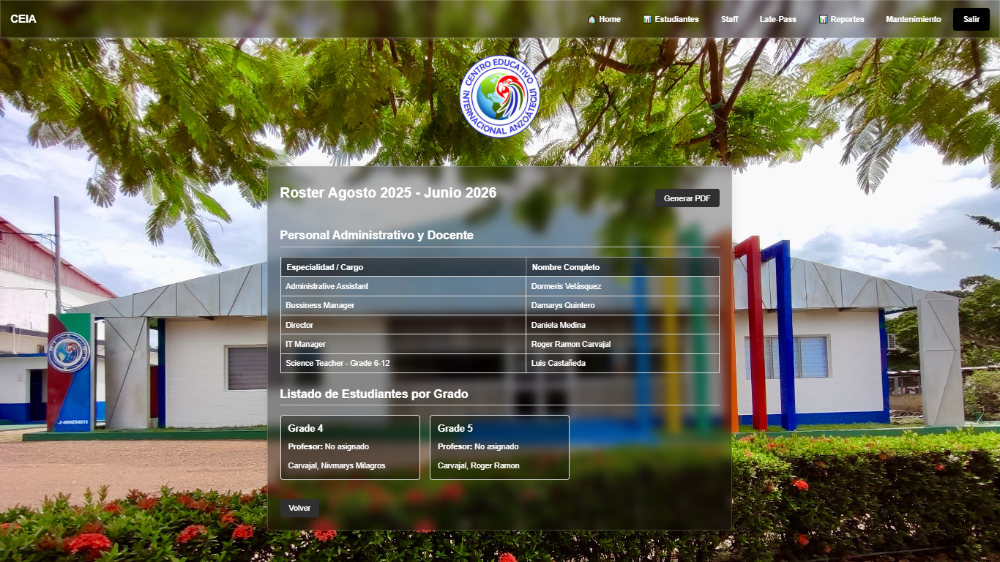 CEIA
Home
Estudiantes
Staff
Late-Pass
Reportes
Mantenimiento
Salir
CENTRO EDUCATIVO
INTERNACIONAL ANZOÁTEGUI
Roster Agosto 2025 - Junio 2026
Generar PDF
Personal Administrativo y Docente
Especialidad / Cargo Nombre Completo
Administrative Assistant Dormeris Velásquez
Bussiness Manager Damarys Quintero
Director Daniela Medina
IT Manager Roger Ramon Carvajal
Science Teacher - Grade 6-12 Luis Castañeda
Listado de Estudiantes por Grado
Grade 4
Profesor: No asignado
Carvajal, Nivmarys Milagros
Grade 5
Profesor: No asignado
Carvajal, Roger Ramon
Volver
J-404034811